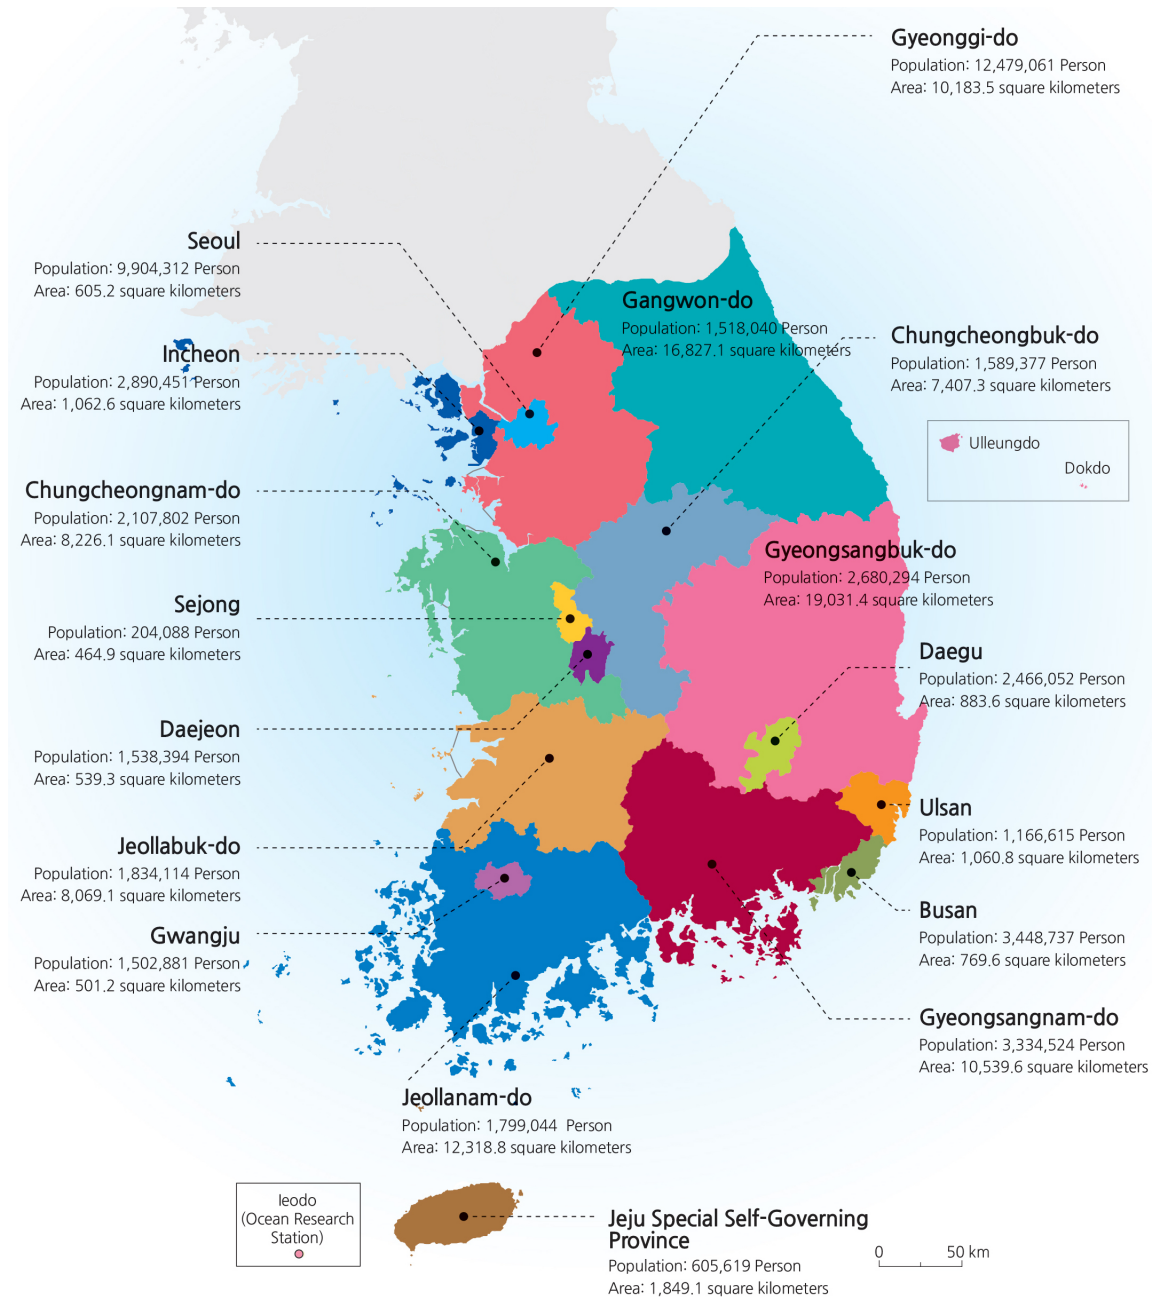 Gyeonggi-do
Population: 12,479,061 Person
Area: 10,183.5 square kilometers
Seoul
Population: 9,904,312 Person
Area: 605.2 square kilometers
Gangwon-do
Population: 1,518,040 Person
Area: 16,827.1 square kilometers
Chungcheongbuk-do
Population: 1,589,377 Person
Area: 7,407.3 square kilometers
Incheon
Population: 2,890,451 Person
Area: 1,062.6 square kilometers
Ulleungdo
Dokdo
Chungcheongnam-do
Population: 2,107,802 Person
Area: 8,226.1 square kilometers
Gyeongsangbuk-do
Population: 2,680,294 Person
Area: 19,031.4 square kilometers
Sejong
Population: 204,088 Person
Area: 464.9 square kilometers
Daegu
Population: 2,466,052 Person
Area: 883.6 square kilometers
Daejeon
Population: 1,538,394 Person
Area: 539.3 square kilometers
Ulsan
Population: 1,166,615 Person
Area: 1,060.8 square kilometers
Jeollabuk-do
Population: 1,834,114 Person
Area: 8,069.1 square kilometers
Busan
Population: 3,448,737 Person
Area: 769.6 square kilometers
Gwangju
Population: 1,502,881 Person
Area: 501.2 square kilometers
Gyeongsangnam-do
Population: 3,334,524 Person
Area: 10,539.6 square kilometers
Jeollanam-do
Population: 1,799,044 Person
Area: 12,318.8 square kilometers
Ieodo
(Ocean Research
Station)
Jeju Special Self-Governing
Province
Population: 605,619 Person
Area: 1,849.1 square kilometers
0 50 km